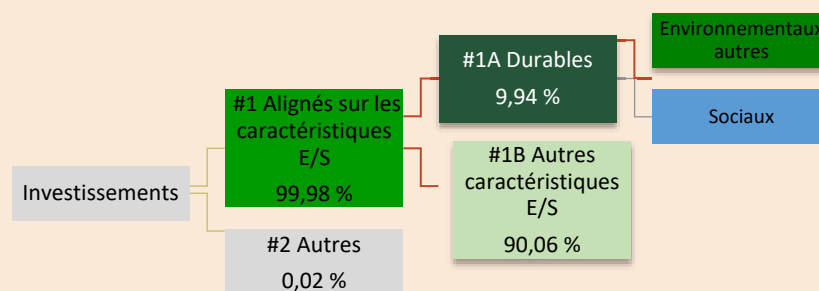 Investissements
#1 Alignés sur les
caractéristiques
E/S
99,98 %
#2 Autres
0,02 %
#1A Durables
9,94 %
#1B Autres
caractéristiques
E/S
90,06 %
Environnementaux
autres
Sociaux